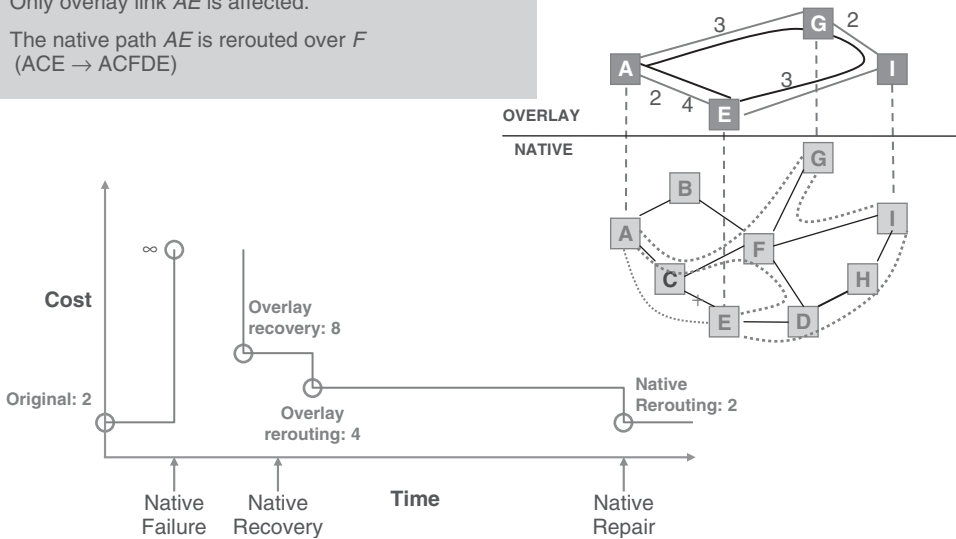 Only overlay link AE is affected.
The native path AE is rerouted over F
(ACE → ACFDE)
3
G
2
A
I
3
2
4
E
OVERLAY
NATIVE
G
B
I
A
F
C
H
+
E
D
∞
Cost
Overlay
recovery: 8
Original: 2
Overlay
rerouting: 4
Native
Rerouting: 2
Native
Failure
Native
Recovery
Time
Native
Repair